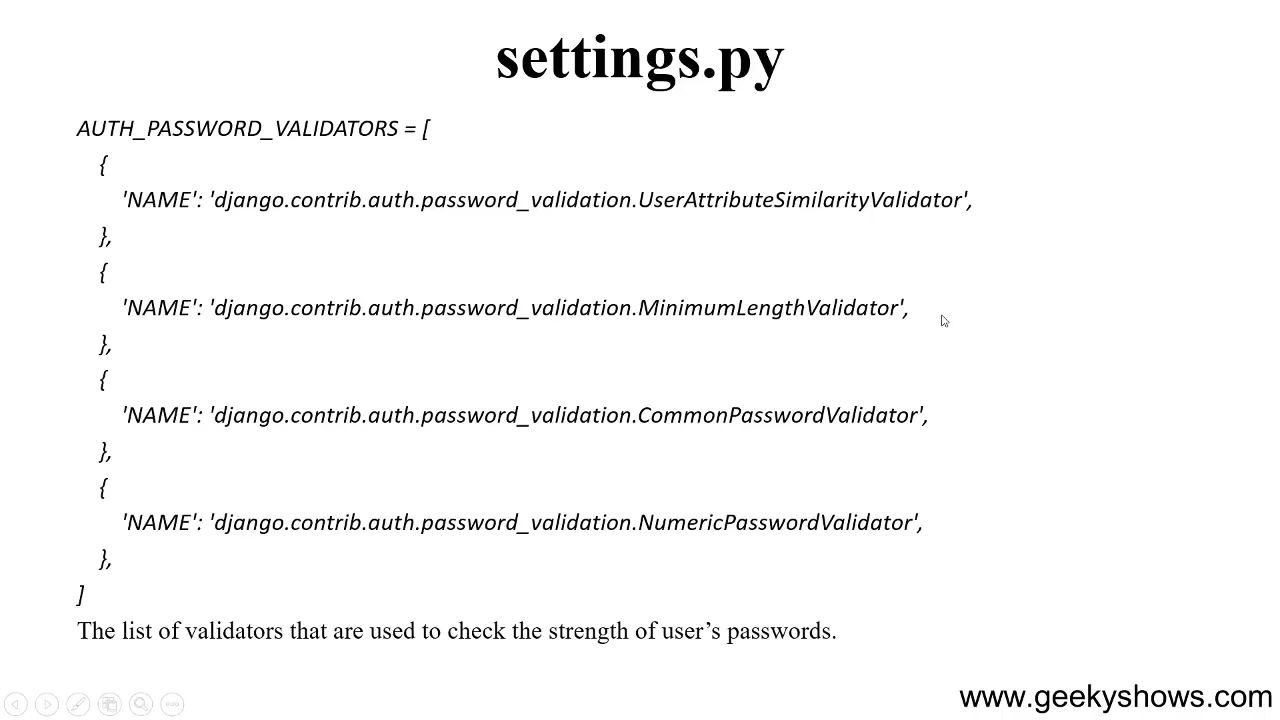 settings.py
AUTH_PASSWORD_VALIDATORS = [
{
'NAME': 'django.contrib.auth.password_validation.UserAttributeSimilarityValidator',
},
{
'NAME': 'django.contrib.auth.password_validation.MinimumLengthValidator',
},
{
'NAME': 'django.contrib.auth.password_validation.CommonPasswordValidator',
},
{
'NAME': 'django.contrib.auth.password_validation.NumericPasswordValidator',
},
]
The list of validators that are used to check the strength of user’s passwords.
www.geekyshows.com